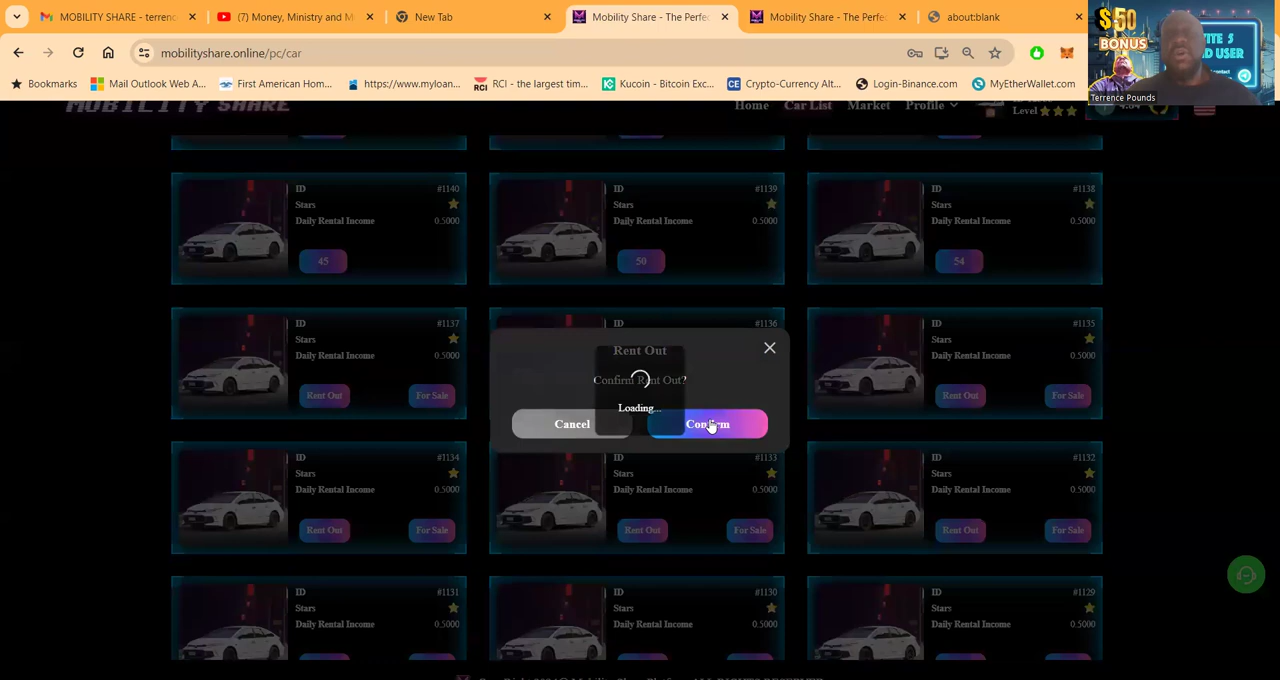 MOBILITY SHARE - terrenc
(7) Money, Ministry and M
New Tab
Mobility Share - The Perfec
Mobility Share - The Perfec
about:blank
mobilityshare.online/pc/car
Bookmarks
Mail Outlook Web A...
First American Hom...
https://www.myloan...
RCI - the largest tim...
Kucoin - Bitcoin Exc...
Crypto-Currency Alt...
Login-Binance.com
MyEtherWallet.com
$50
BONUS
ITE 5
USER
Terrence Pounds
MOBILITY SHARE
Home
Car List
Market
Profile
Level
ID #1140
Stars
Daily Rental Income 0.5000
45
ID #1139
Stars
Daily Rental Income 0.5000
50
ID #1138
Stars
Daily Rental Income 0.5000
54
ID #1137
Stars
Daily Rental Income 0.5000
Rent Out For Sale
ID #1136
ID #1135
Stars
Daily Rental Income 0.5000
Rent Out For Sale
Rent Out
Confirm Rent Out?
Loading...
Cancel
Confirm
ID #1134
Stars
Daily Rental Income 0.5000
Rent Out For Sale
ID #1133
Stars
Daily Rental Income 0.5000
Rent Out For Sale
ID #1132
Stars
Daily Rental Income 0.5000
Rent Out For Sale
ID #1131
Stars
Daily Rental Income 0.5000
ID #1130
Stars
Daily Rental Income 0.5000
ID #1129
Stars
Daily Rental Income 0.5000